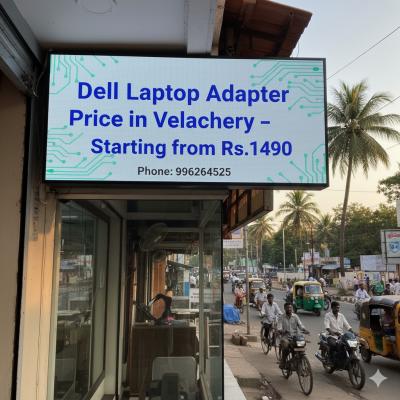 Dell Laptop Adapter
Price in Velachery –
Starting from Rs.1490
Phone: 996264525